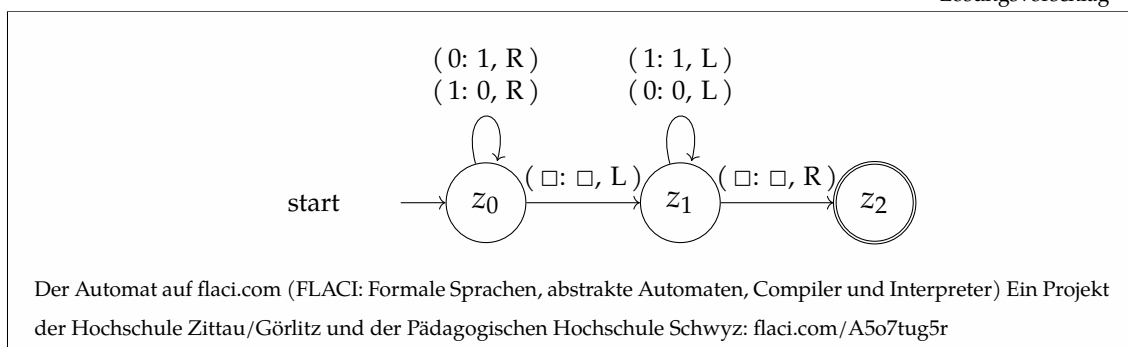 Lösungsvorschlag
( 0: 1, R ) ( 1: 1, L )
( 1: 0, R ) ( 0: 0, L )
( □: □, L ) ( □: □, R )
start z0 z1 z2
Der Automat auf flaci.com (FLACI: Formale Sprachen, abstrakte Automaten, Compiler und Interpreter) Ein Projekt
der Hochschule Zittau/Görlitz und der Pädagogischen Hochschule Schwyz: flaci.com/A5o7tug5r